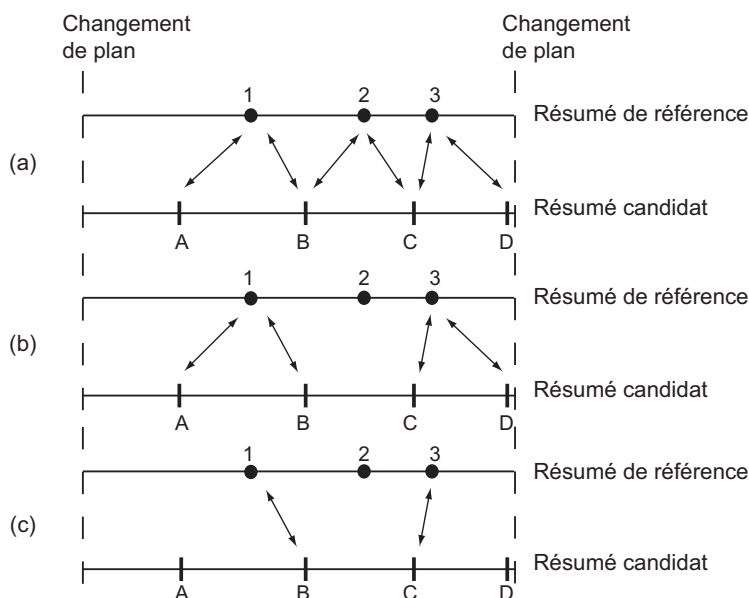 Changement
de plan
Changement
de plan
1 2 3
Résumé de référence
(a)
Résumé candidat
A B C D
1 2 3
Résumé de référence
(b)
Résumé candidat
A B C D
1 2 3
Résumé de référence
(c)
Résumé candidat
A B C D